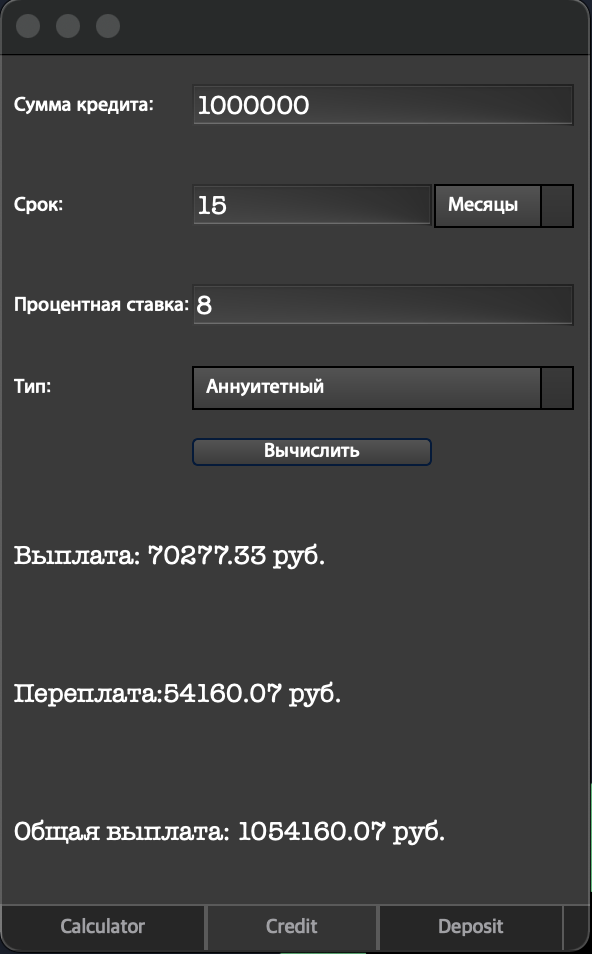 Сумма кредита: 1000000
Срок: 15 Месяцы
Процентная ставка: 8
Тип: Аннуитетный
Вычислить
Выплата: 70277.33 руб.
Переплата:54160.07 руб.
Общая выплата: 1054160.07 руб.
Calculator Credit Deposit